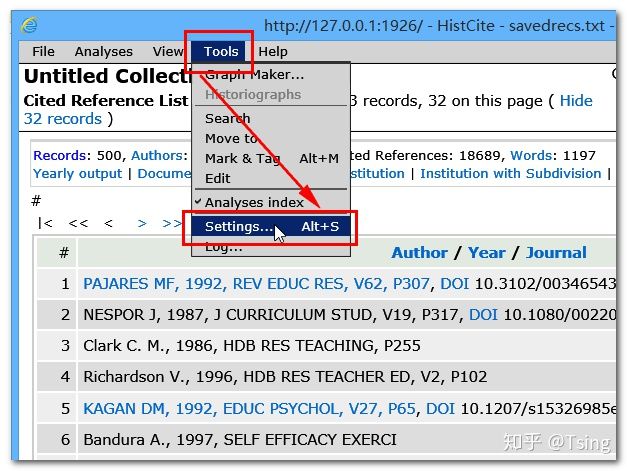 http://127.0.0.1:1926/ - HistCite - savedrecs.txt -
File Analyses View Tools Help
Untitled Collecti
Graph Maker...
Historiographs
Cited Reference List
3 records, 32 on this page ( Hide
32 records )
Search
Move to
Mark & Tag Alt+M
Edit
Analyses index
Settings... Alt+S
Log...
Records: 500, Authors:
ted References: 18689, Words: 1197
Yearly output | Docume
stitution | Institution with Subdivision |
#
|< << < > >>
# Author / Year / Journal
1 PAJARES MF, 1992, REV EDUC RES, V62, P307, DOI 10.3102/00346543
2 NESPOR J, 1987, J CURRICULUM STUD, V19, P317, DOI 10.1080/00220
3 Clark C. M., 1986, HDB RES TEACHING, P255
4 Richardson V., 1996, HDB RES TEACHER ED, V2, P102
5 KAGAN DM, 1992, EDUC PSYCHOL, V27, P65, DOI 10.1207/s15326985e
6 Bandura A., 1997, SELF EFFICACY EXERCI
知乎 @Tsing